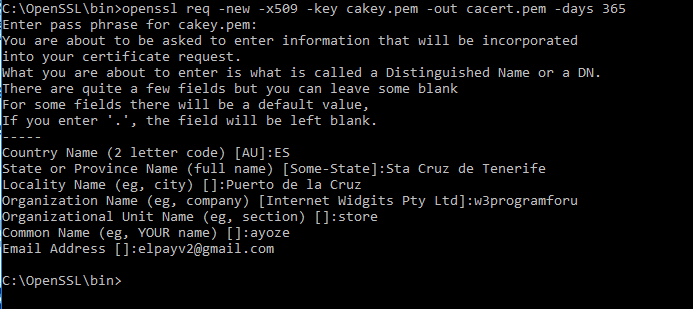 C:\OpenSSL\bin>openssl req -new -x509 -key cakey.pem -out cacert.pem -days 365
Enter pass phrase for cakey.pem:
You are about to be asked to enter information that will be incorporated
into your certificate request.
What you are about to enter is what is called a Distinguished Name or a DN.
There are quite a few fields but you can leave some blank
For some fields there will be a default value,
If you enter '.', the field will be left blank.
-----
Country Name (2 letter code) [AU]:ES
State or Province Name (full name) [Some-State]:Sta Cruz de Tenerife
Locality Name (eg, city) []:Puerto de la Cruz
Organization Name (eg, company) [Internet Widgits Pty Ltd]:w3programforu
Organizational Unit Name (eg, section) []:store
Common Name (eg, YOUR name) []:ayoze
Email Address []:elpayv2@gmail.com
C:\OpenSSL\bin>